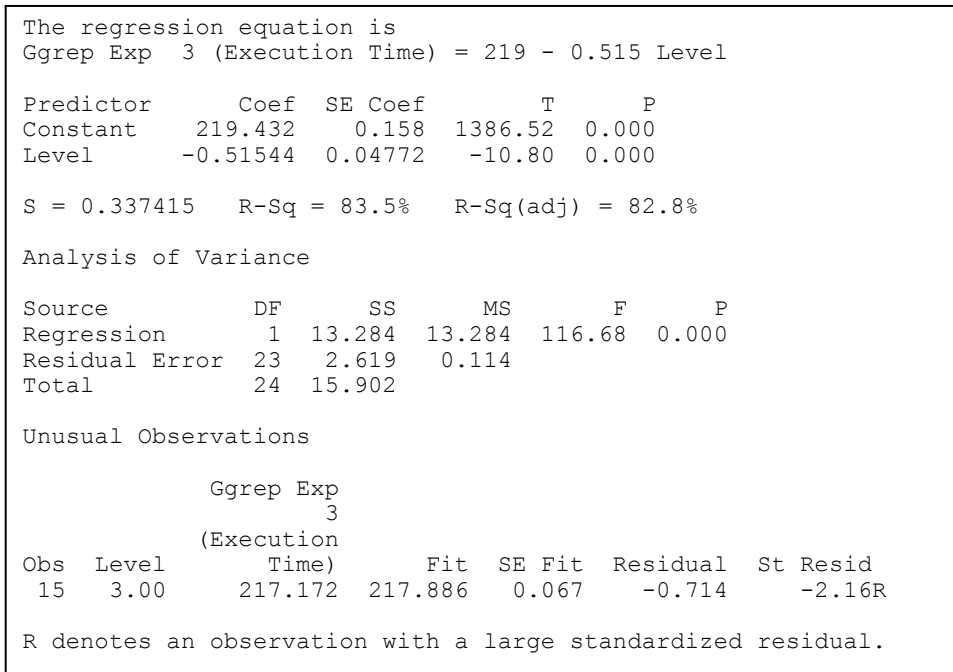 The regression equation is
Ggrep Exp  3 (Execution Time) = 219 - 0.515 Level
Predictor      Coef  SE Coef        T      P
Constant    219.432    0.158  1386.52  0.000
Level      -0.51544  0.04772   -10.80  0.000
S = 0.337415   R-Sq = 83.5%   R-Sq(adj) = 82.8%
Analysis of Variance
Source          DF      SS      MS       F      P
Regression       1  13.284  13.284  116.68  0.000
Residual Error  23   2.619   0.114
Total           24  15.902
Unusual Observations
Ggrep Exp
3
(Execution
Obs  Level       Time)      Fit  SE Fit  Residual  St Resid
15   3.00     217.172  217.886   0.067    -0.714     -2.16R
R denotes an observation with a large standardized residual.